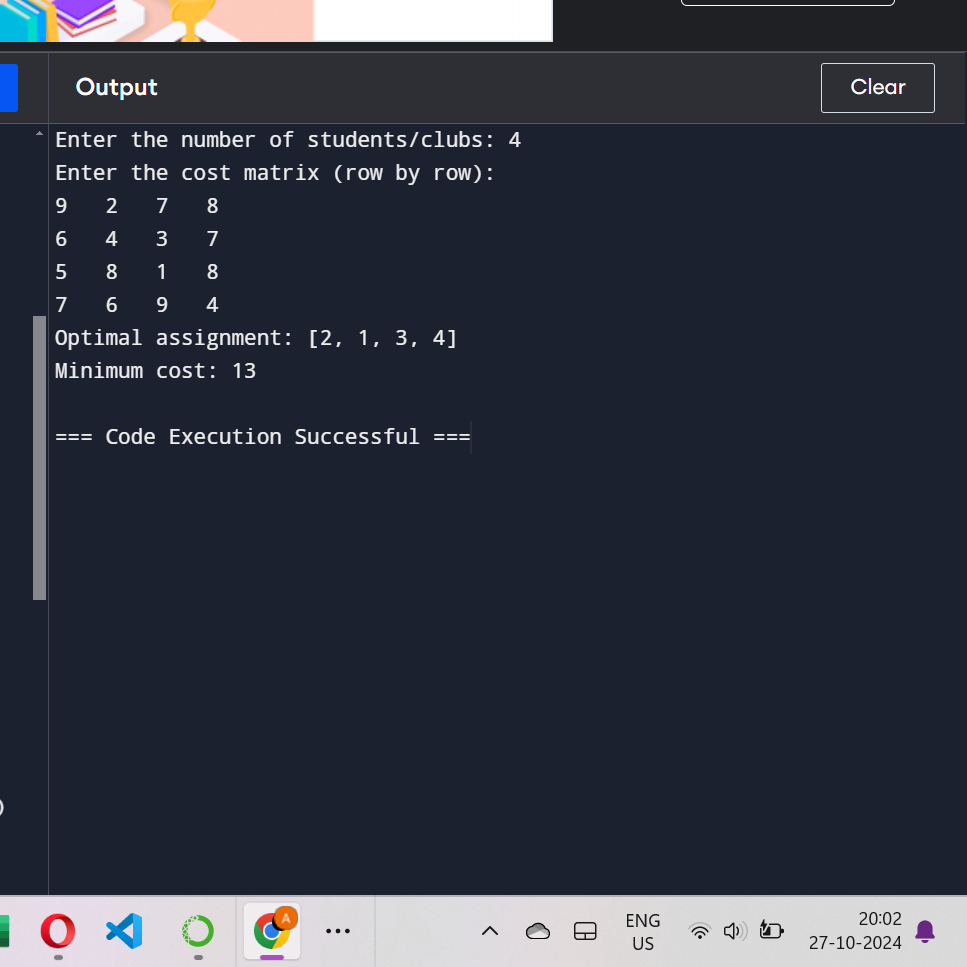 Output
Clear
Enter the number of students/clubs: 4
Enter the cost matrix (row by row):
9   2   7   8
6   4   3   7
5   8   1   8
7   6   9   4
Optimal assignment: [2, 1, 3, 4]
Minimum cost: 13
=== Code Execution Successful ===
A
ENG
US
20:02
27-10-2024